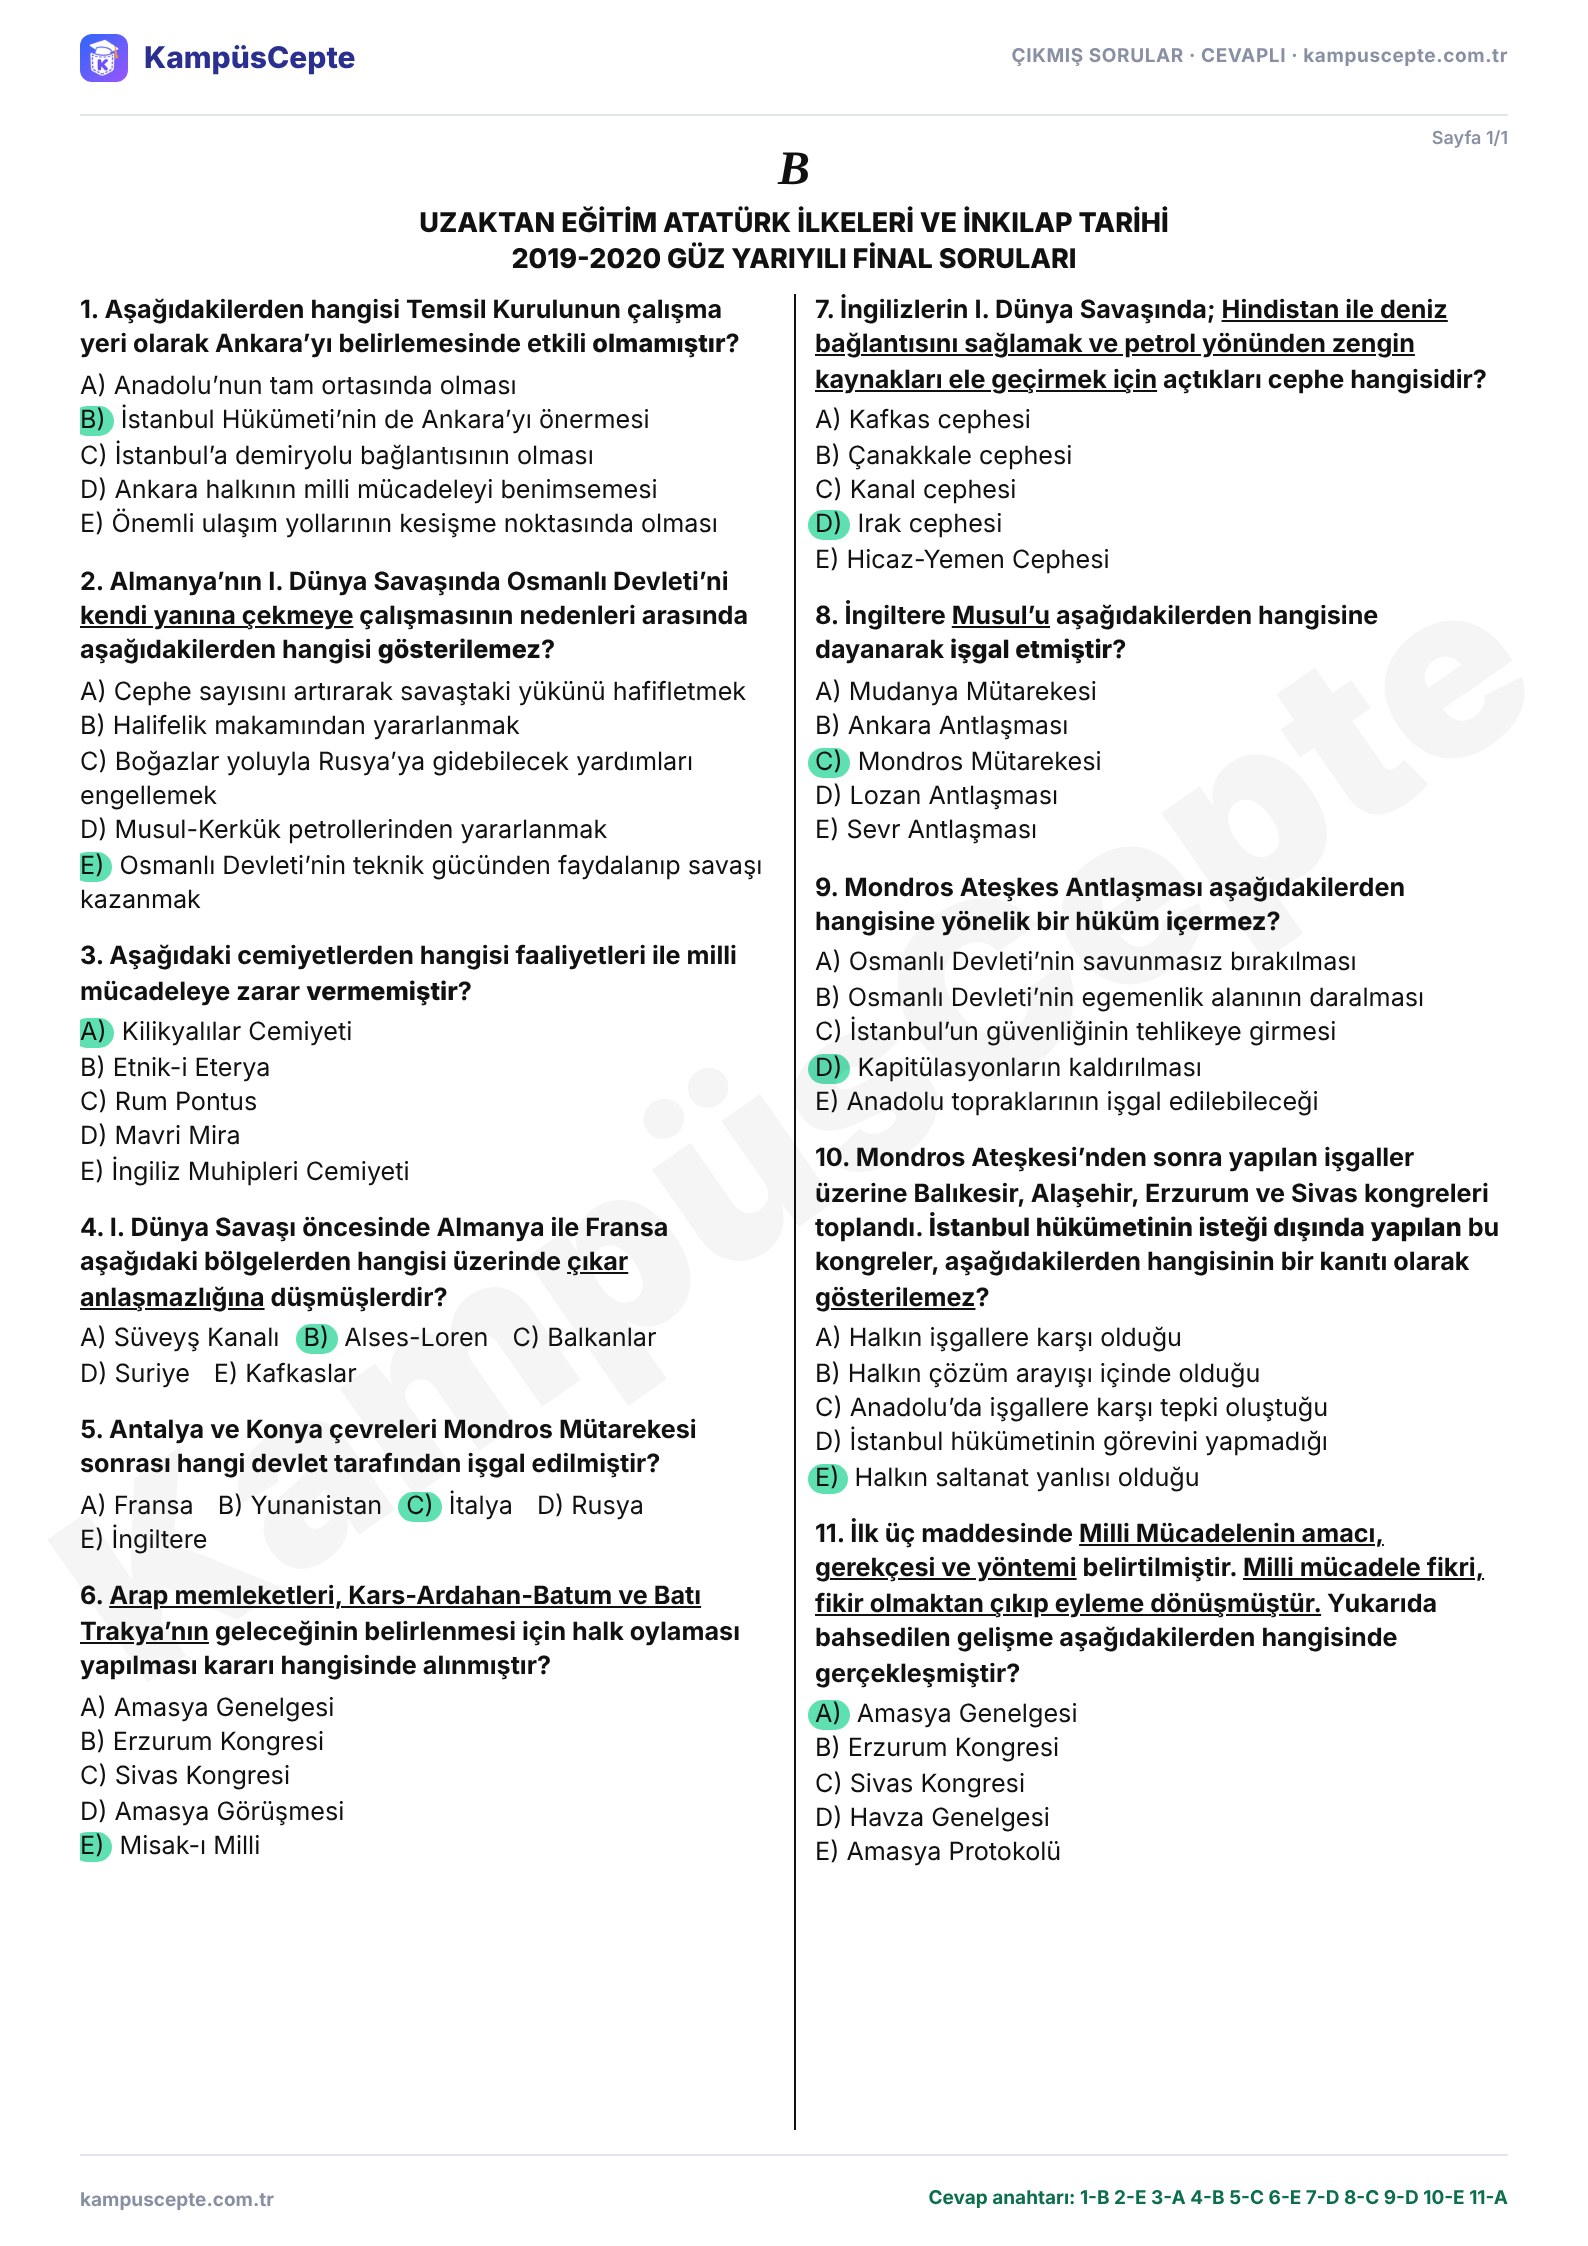 KampüsCepte
ÇIKMIŞ SORULAR · CEVAPLI · kampuscepte.com.tr
Sayfa 1/1
B
UZAKTAN EĞİTİM ATATÜRK İLKELERİ VE İNKILAP TARİHİ
2019-2020 GÜZ YARIYILI FİNAL SORULARI
1. Aşağıdakilerden hangisi Temsil Kurulunun çalışma
yeri olarak Ankara’yı belirlemesinde etkili olmamıştır?
A) Anadolu’nun tam ortasında olması
B) İstanbul Hükümeti’nin de Ankara’yı önermesi
C) İstanbul’a demiryolu bağlantısının olması
D) Ankara halkının milli mücadeleyi benimsemesi
E) Önemli ulaşım yollarının kesişme noktasında olması
2. Almanya’nın I. Dünya Savaşında Osmanlı Devleti’ni
kendi yanına çekmeye çalışmasının nedenleri arasında
aşağıdakilerden hangisi gösterilemez?
A) Cephe sayısını artırarak savaştaki yükünü hafifletmek
B) Halifelik makamından yararlanmak
C) Boğazlar yoluyla Rusya’ya gidebilecek yardımları
engellemek
D) Musul-Kerkük petrollerinden yararlanmak
E) Osmanlı Devleti’nin teknik gücünden faydalanıp savaşı
kazanmak
3. Aşağıdaki cemiyetlerden hangisi faaliyetleri ile milli
mücadeleye zarar vermemiştir?
A) Kilikyalılar Cemiyeti
B) Etnik-i Eterya
C) Rum Pontus
D) Mavri Mira
E) İngiliz Muhipleri Cemiyeti
4. I. Dünya Savaşı öncesinde Almanya ile Fransa
aşağıdaki bölgelerden hangisi üzerinde çıkar
anlaşmazlığına düşmüşlerdir?
A) Süveyş Kanalı B) Alses-Loren C) Balkanlar
D) Suriye E) Kafkaslar
5. Antalya ve Konya çevreleri Mondros Mütarekesi
sonrası hangi devlet tarafından işgal edilmiştir?
A) Fransa B) Yunanistan C) İtalya D) Rusya
E) İngiltere
6. Arap memleketleri, Kars-Ardahan-Batum ve Batı
Trakya’nın geleceğinin belirlenmesi için halk oylaması
yapılması kararı hangisinde alınmıştır?
A) Amasya Genelgesi
B) Erzurum Kongresi
C) Sivas Kongresi
D) Amasya Görüşmesi
E) Misak-ı Milli
7. İngilizlerin I. Dünya Savaşında; Hindistan ile deniz
bağlantısını sağlamak ve petrol yönünden zengin
kaynakları ele geçirmek için açtıkları cephe hangisidir?
A) Kafkas cephesi
B) Çanakkale cephesi
C) Kanal cephesi
D) Irak cephesi
E) Hicaz-Yemen Cephesi
8. İngiltere Musul’u aşağıdakilerden hangisine
dayanarak işgal etmiştir?
A) Mudanya Mütarekesi
B) Ankara Antlaşması
C) Mondros Mütarekesi
D) Lozan Antlaşması
E) Sevr Antlaşması
9. Mondros Ateşkes Antlaşması aşağıdakilerden
hangisine yönelik bir hüküm içermez?
A) Osmanlı Devleti’nin savunmasız bırakılması
B) Osmanlı Devleti’nin egemenlik alanının daralması
C) İstanbul’un güvenliğinin tehlikeye girmesi
D) Kapitülasyonların kaldırılması
E) Anadolu topraklarının işgal edilebileceği
10. Mondros Ateşkesi’nden sonra yapılan işgaller
üzerine Balıkesir, Alaşehir, Erzurum ve Sivas kongreleri
toplandı. İstanbul hükümetinin isteği dışında yapılan bu
kongreler, aşağıdakilerden hangisinin bir kanıtı olarak
gösterilemez?
A) Halkın işgallere karşı olduğu
B) Halkın çözüm arayışı içinde olduğu
C) Anadolu’da işgallere karşı tepki oluştuğu
D) İstanbul hükümetinin görevini yapmadığı
E) Halkın saltanat yanlısı olduğu
11. İlk üç maddesinde Milli Mücadelenin amacı,
gerekçesi ve yöntemi belirtilmiştir. Milli mücadele fikri,
fikir olmaktan çıkıp eyleme dönüşmüştür. Yukarıda
bahsedilen gelişme aşağıdakilerden hangisinde
gerçekleşmiştir?
A) Amasya Genelgesi
B) Erzurum Kongresi
C) Sivas Kongresi
D) Havza Genelgesi
E) Amasya Protokolü
KampüsCepte
kampuscepte.com.tr
Cevap anahtarı: 1-B 2-E 3-A 4-B 5-C 6-E 7-D 8-C 9-D 10-E 11-A